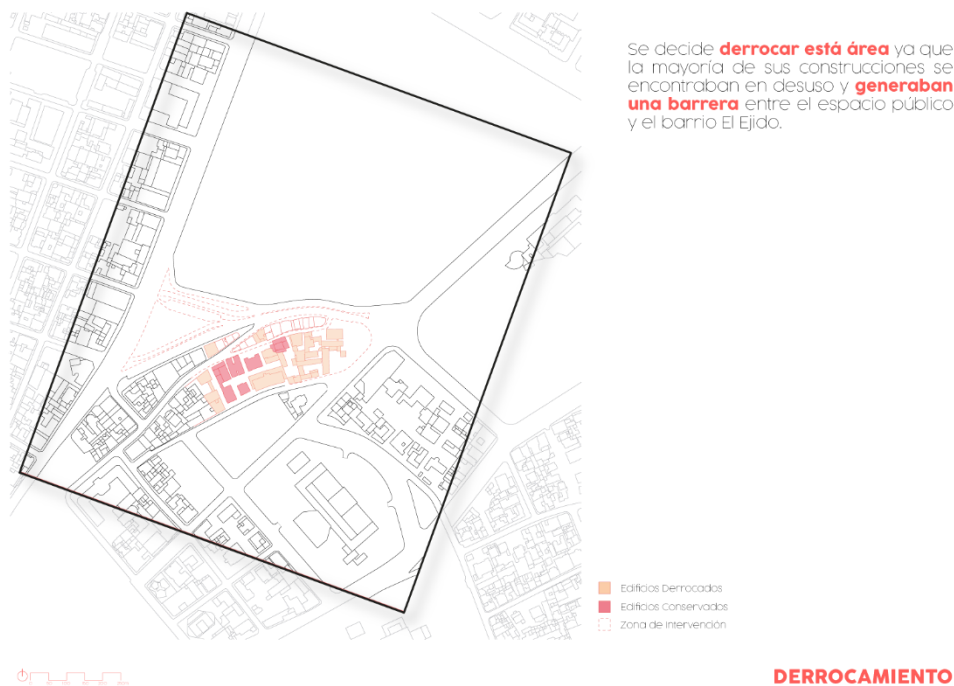 Se decide derrocar está área ya que
la mayoría de sus construcciones se
encontraban en desuso y generaban
una barrera entre el espacio público
y el barrio El Ejido.
Edificios Derrocados
Edificios Conservados
Zona de Intervención
DERROCAMIENTO